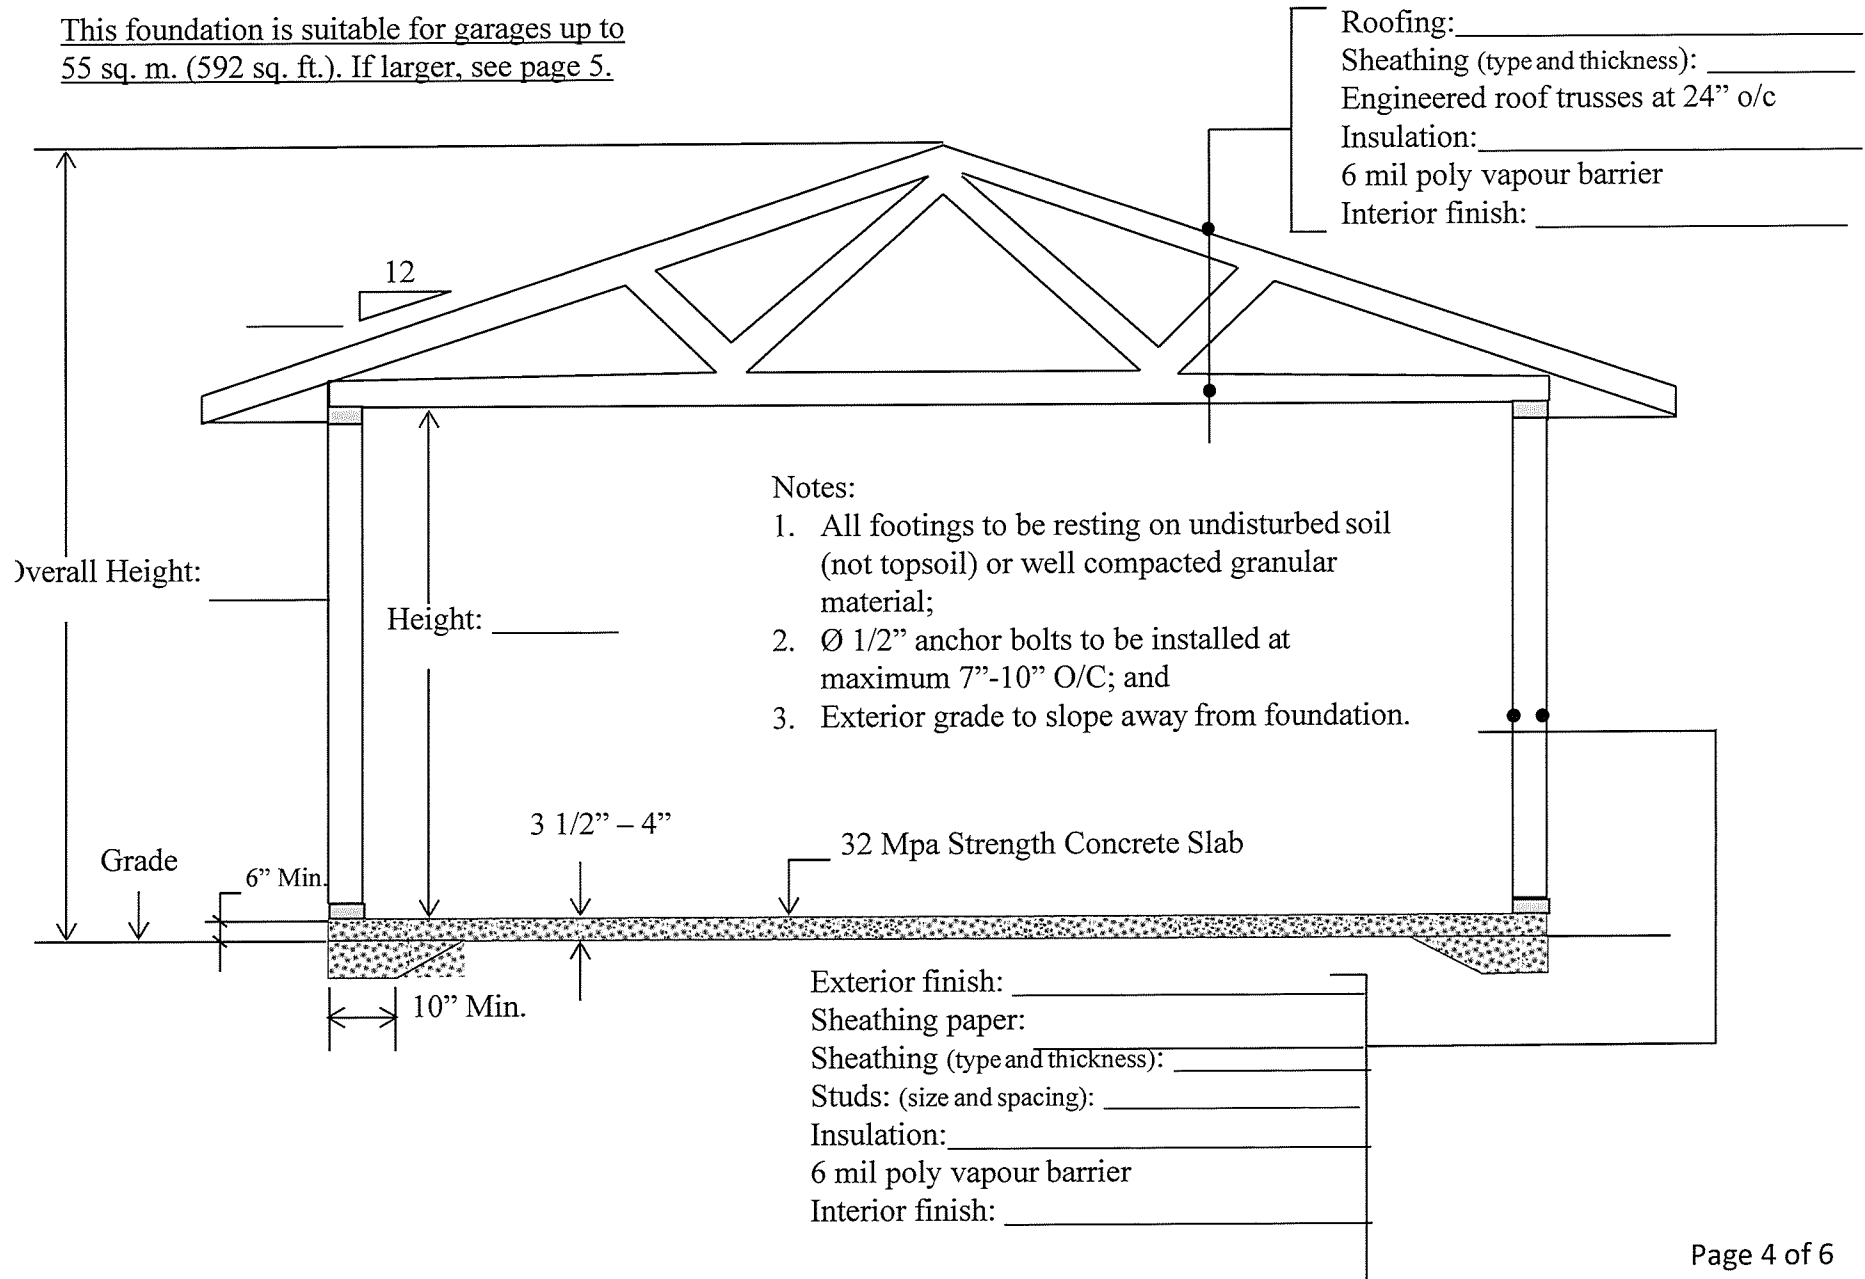 This foundation is suitable for garages up to
55 sq. m. (592 sq. ft.). If larger, see page 5.
Roofing:
Sheathing (type and thickness):
Engineered roof trusses at 24” o/c
Insulation:
6 mil poly vapour barrier
Interior finish:
12
Notes:
1. All footings to be resting on undisturbed soil
(not topsoil) or well compacted granular
material;
2. Ø 1/2” anchor bolts to be installed at
maximum 7”-10” O/C; and
3. Exterior grade to slope away from foundation.
Overall Height:
Height:
3 1/2” – 4”
32 Mpa Strength Concrete Slab
Grade
6” Min.
10” Min.
Exterior finish:
Sheathing paper:
Sheathing (type and thickness):
Studs: (size and spacing):
Insulation:
6 mil poly vapour barrier
Interior finish:
Page 4 of 6